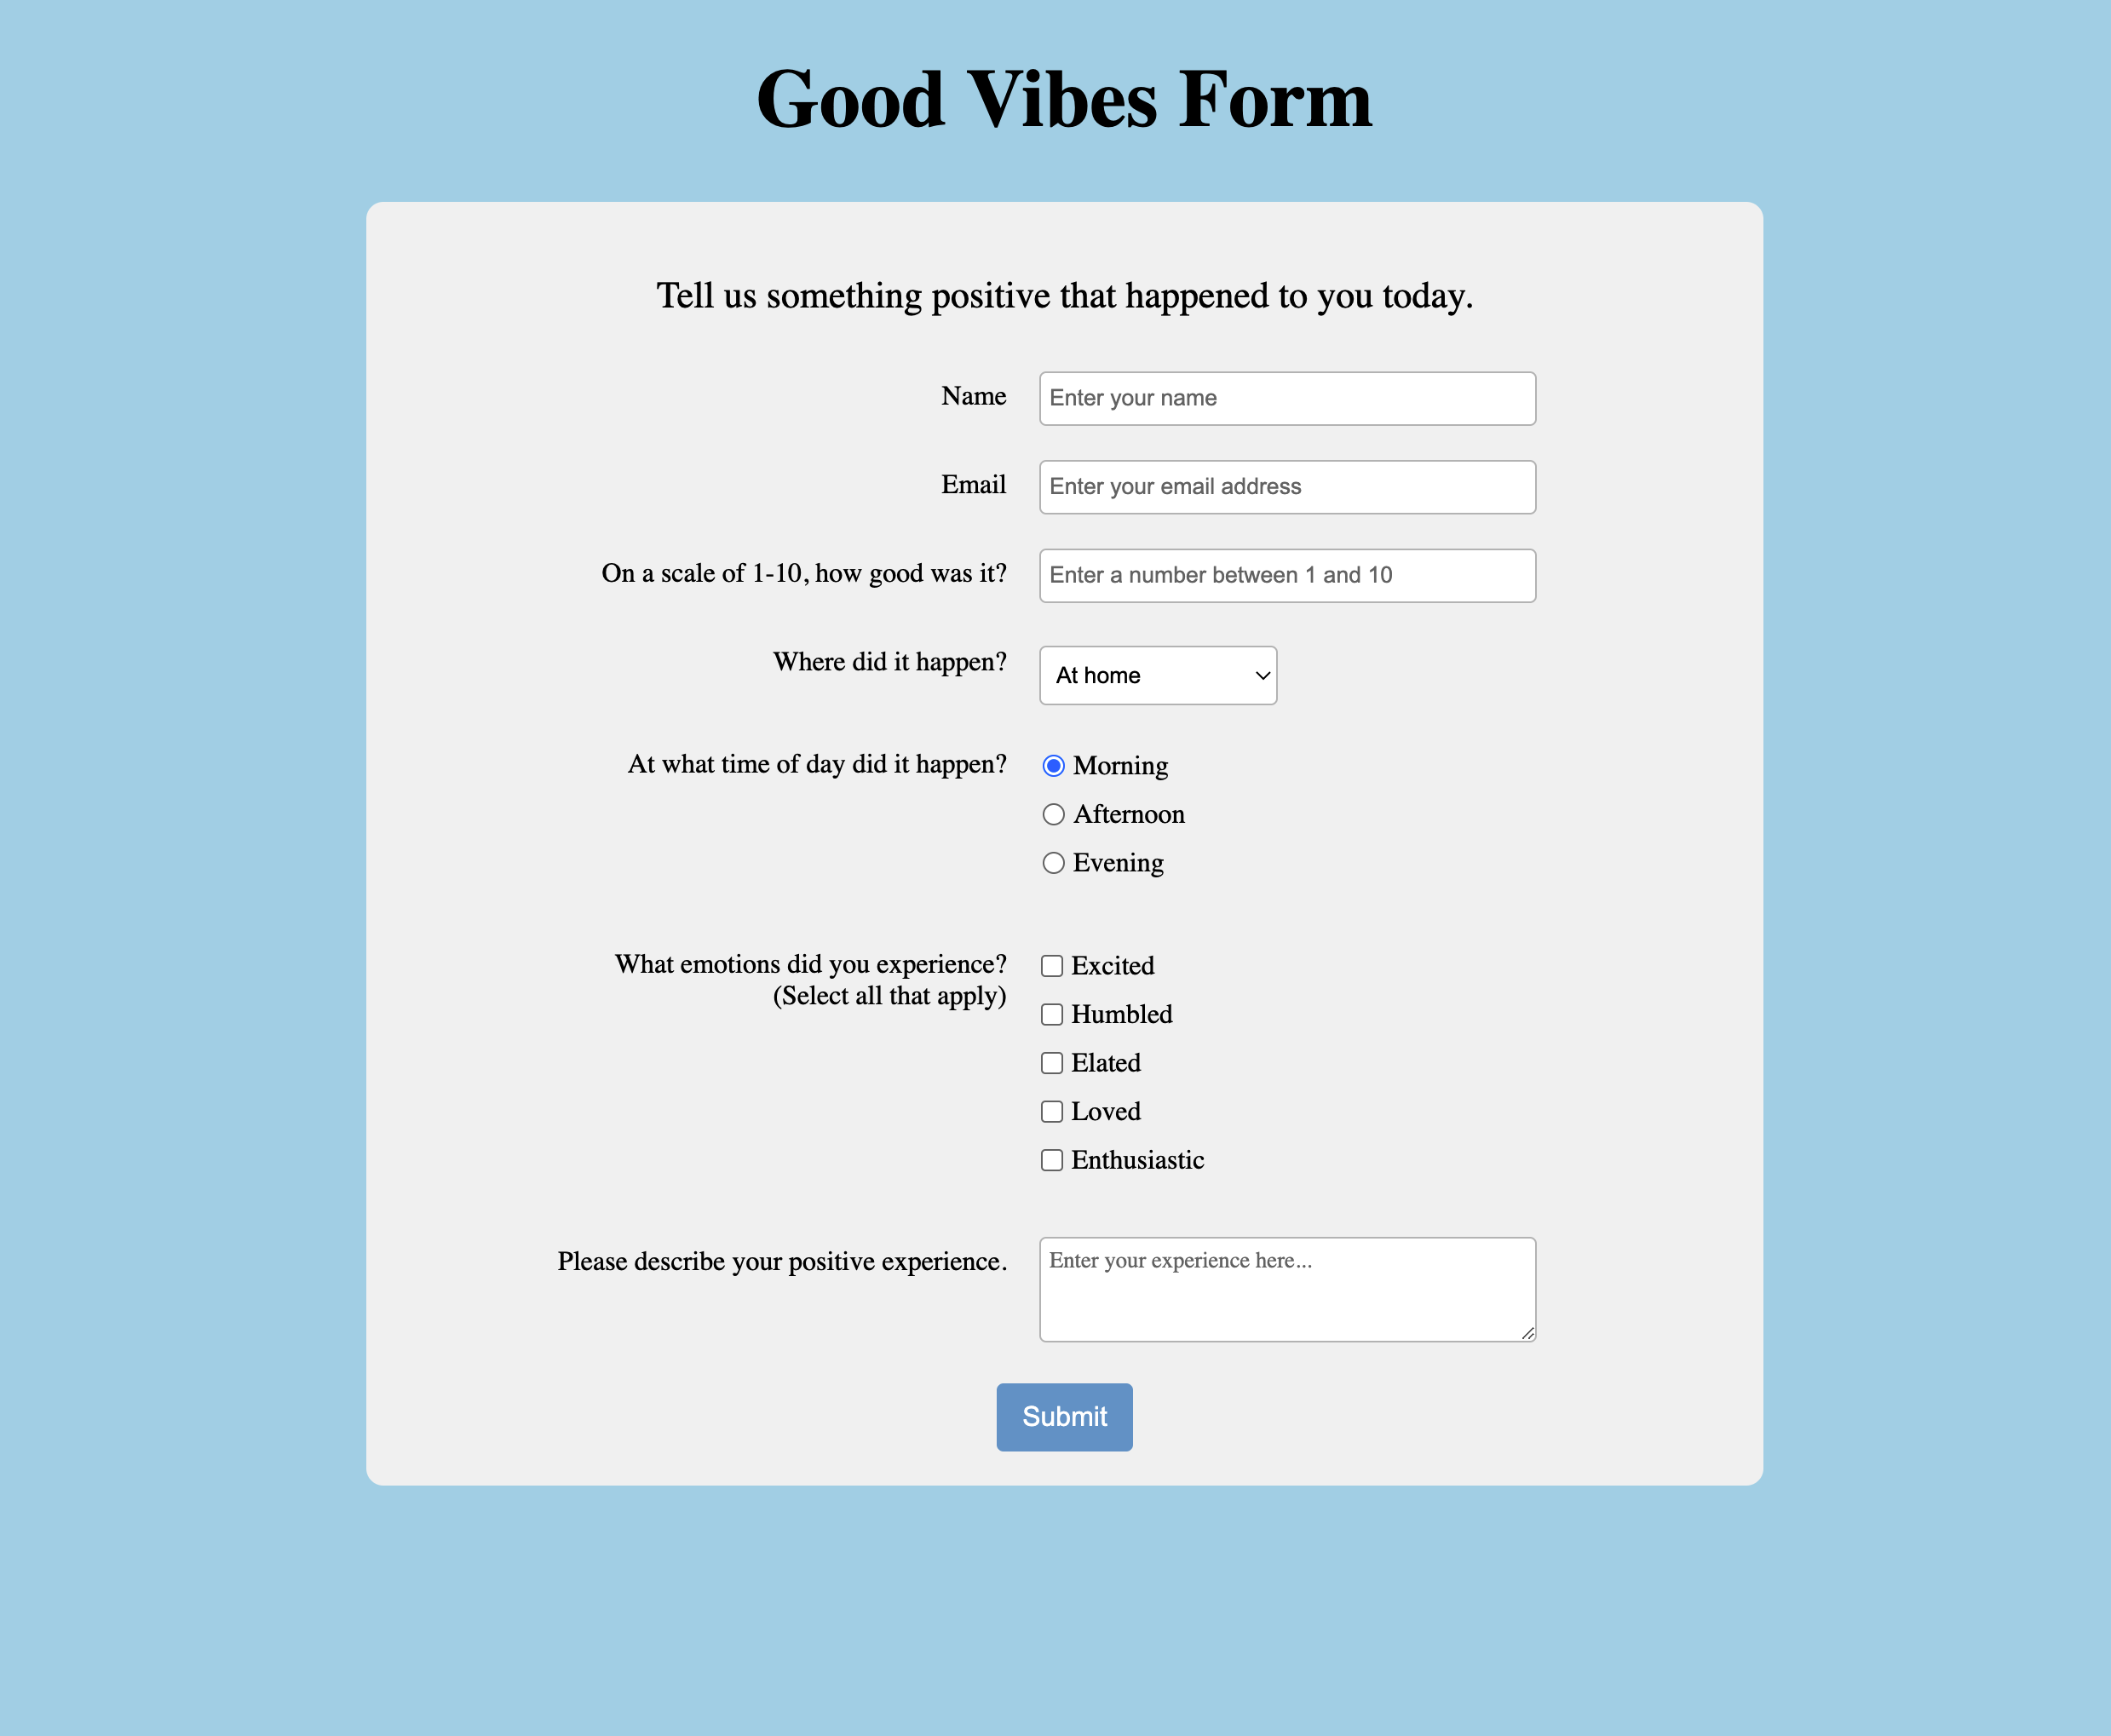 Good Vibes Form
Tell us something positive that happened to you today.
Name
Enter your name
Email
Enter your email address
On a scale of 1-10, how good was it?
Enter a number between 1 and 10
Where did it happen?
At home
At what time of day did it happen?
Morning
Afternoon
Evening
What emotions did you experience?
(Select all that apply)
Excited
Humbled
Elated
Loved
Enthusiastic
Please describe your positive experience.
Enter your experience here...
Submit